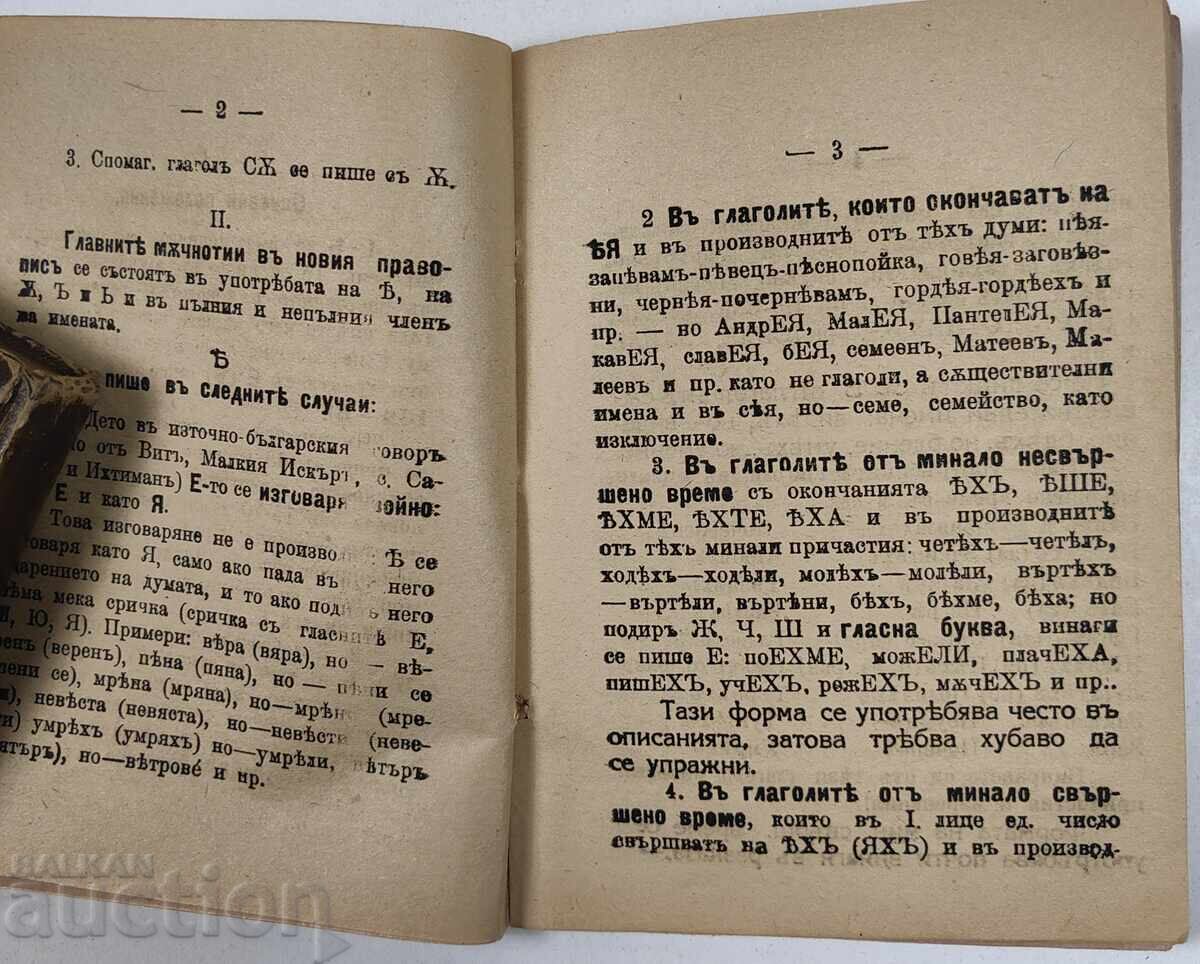 — 2 —
3. Спомаг. глаголъ СѪ се пише съ Ѫ.
II.
Главните мѫчнотии въ новия право-
писъ се състоятъ въ употрѣбата на Ѣ, на
Ѫ, Ъ и Ь и въ пълния и непълния членъ
на имената.
Ѣ
пише въ следнитѣ случаи:
Дето въ източно-българския говоръ
отъ Витъ, Малкия Искъръ, с. Са-
и Ихтиманъ) Е-то се изговаря
Е и като Я.
Това изговаряне не е Ѣ се
като Я, само ако пада въ него
на думата, и то ако него
мека сричка (сричка съ Е,
Ю, Я). Примери: вѣра (вяра), но — вѣ-
(веренъ), пѣна (пяна), но — се
се), мрѣна (мряна), но—мрѣни (мре-
невѣста (невяста), но—невѣсти (неве-
умрѣхъ (умряхъ) но—умрѣли, вѣтъръ
но—вѣтрове́ и пр.
— 3 —
2 Въ глаголитѣ, които окончаватъ на
ѢЯ и въ производнитѣ отъ тѣхъ думи: пѣя-
запѣвамъ-пѣвецъ-пѣснопойка, говѣя-заговѣз-
ни, чернѣя-почернѣвамъ, гордѣя-гордѣехъ и
пр. — но АндрЕЯ, МалЕЯ, ПантелЕЯ, Ма-
кавЕЯ, славЕЯ, бЕЯ, семеенъ, Матеевъ, Ма-
леевъ и пр. като не глаголи, а сѫществителни
имена и въ сѣя, но—семе, семейство, като
изключение.
3. Въ глаголитѣ отъ минало несвър-
шено време съ окончанията ѢХЪ, ѢШЕ,
ѢХМЕ, ѢХТЕ, ѢХА и въ производнитѣ
отъ тѣхъ минали причастия: четѣхъ—четѣлъ,
ходѣхъ—ходѣли, молѣхъ—молѣли, въртѣхъ
—въртѣли, въртѣни, бѣхъ, бѣхме, бѣха; но
подиръ Ж, Ч, Ш и гласна буква, винаги
се пише Е: поЕХМЕ, можЕЛИ, плачЕХА,
пишЕХЪ, учЕХЪ, режЕХЪ, мѫчЕХЪ и пр..
Тази форма се употрѣбява често въ
описанията, затова трѣбва хубаво да
се упражни.
4. Въ глаголитѣ отъ минало свър-
шено време, които въ I. лице ед. число
свършватъ на ѢХЪ (ЯХЪ) и въ производ-
BALKAN
auction